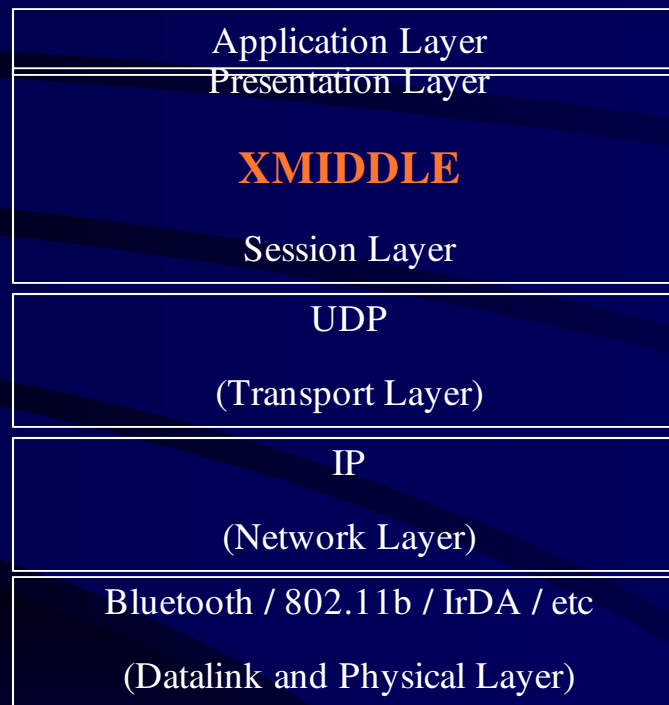 Application Layer
Presentation Layer
XMIDDLE
Session Layer
UDP
(Transport Layer)
IP
(Network Layer)
Bluetooth / 802.11b / IrDA / etc
(Datalink and Physical Layer)